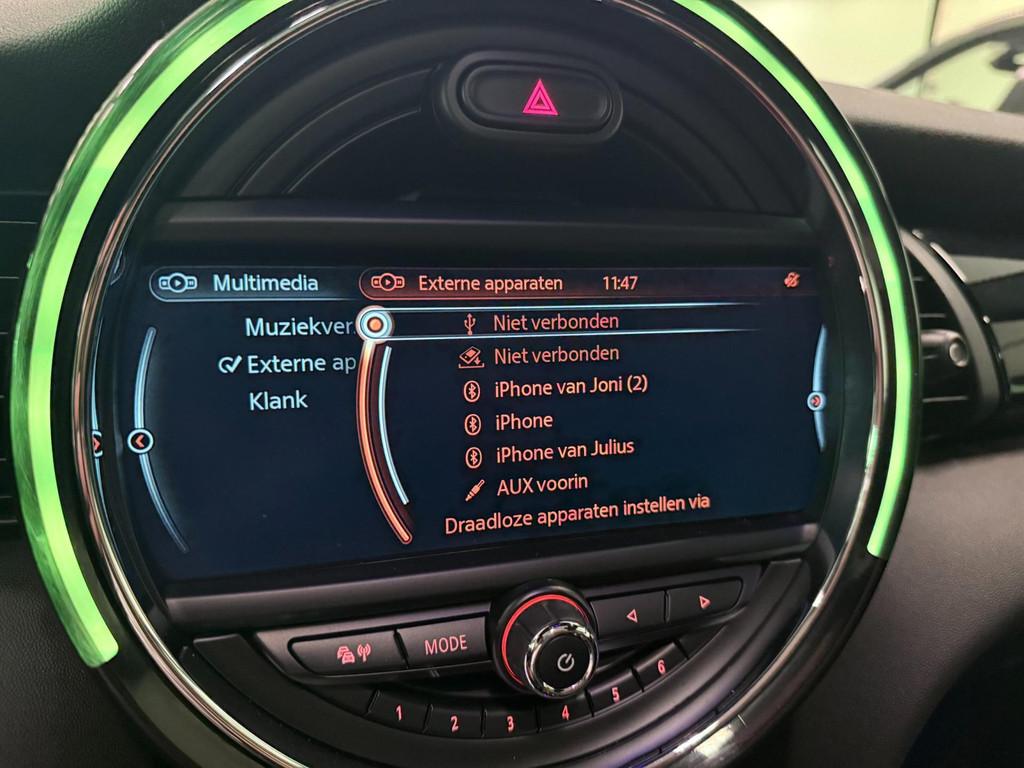 Multimedia
Externe apparaten 11:47
Muziekver
Externe ap
Klank
Niet verbonden
Niet verbonden
iPhone van Joni (2)
iPhone
iPhone van Julius
AUX voorin
Draadloze apparaten instellen via
MODE
1 2 3 4 5 6